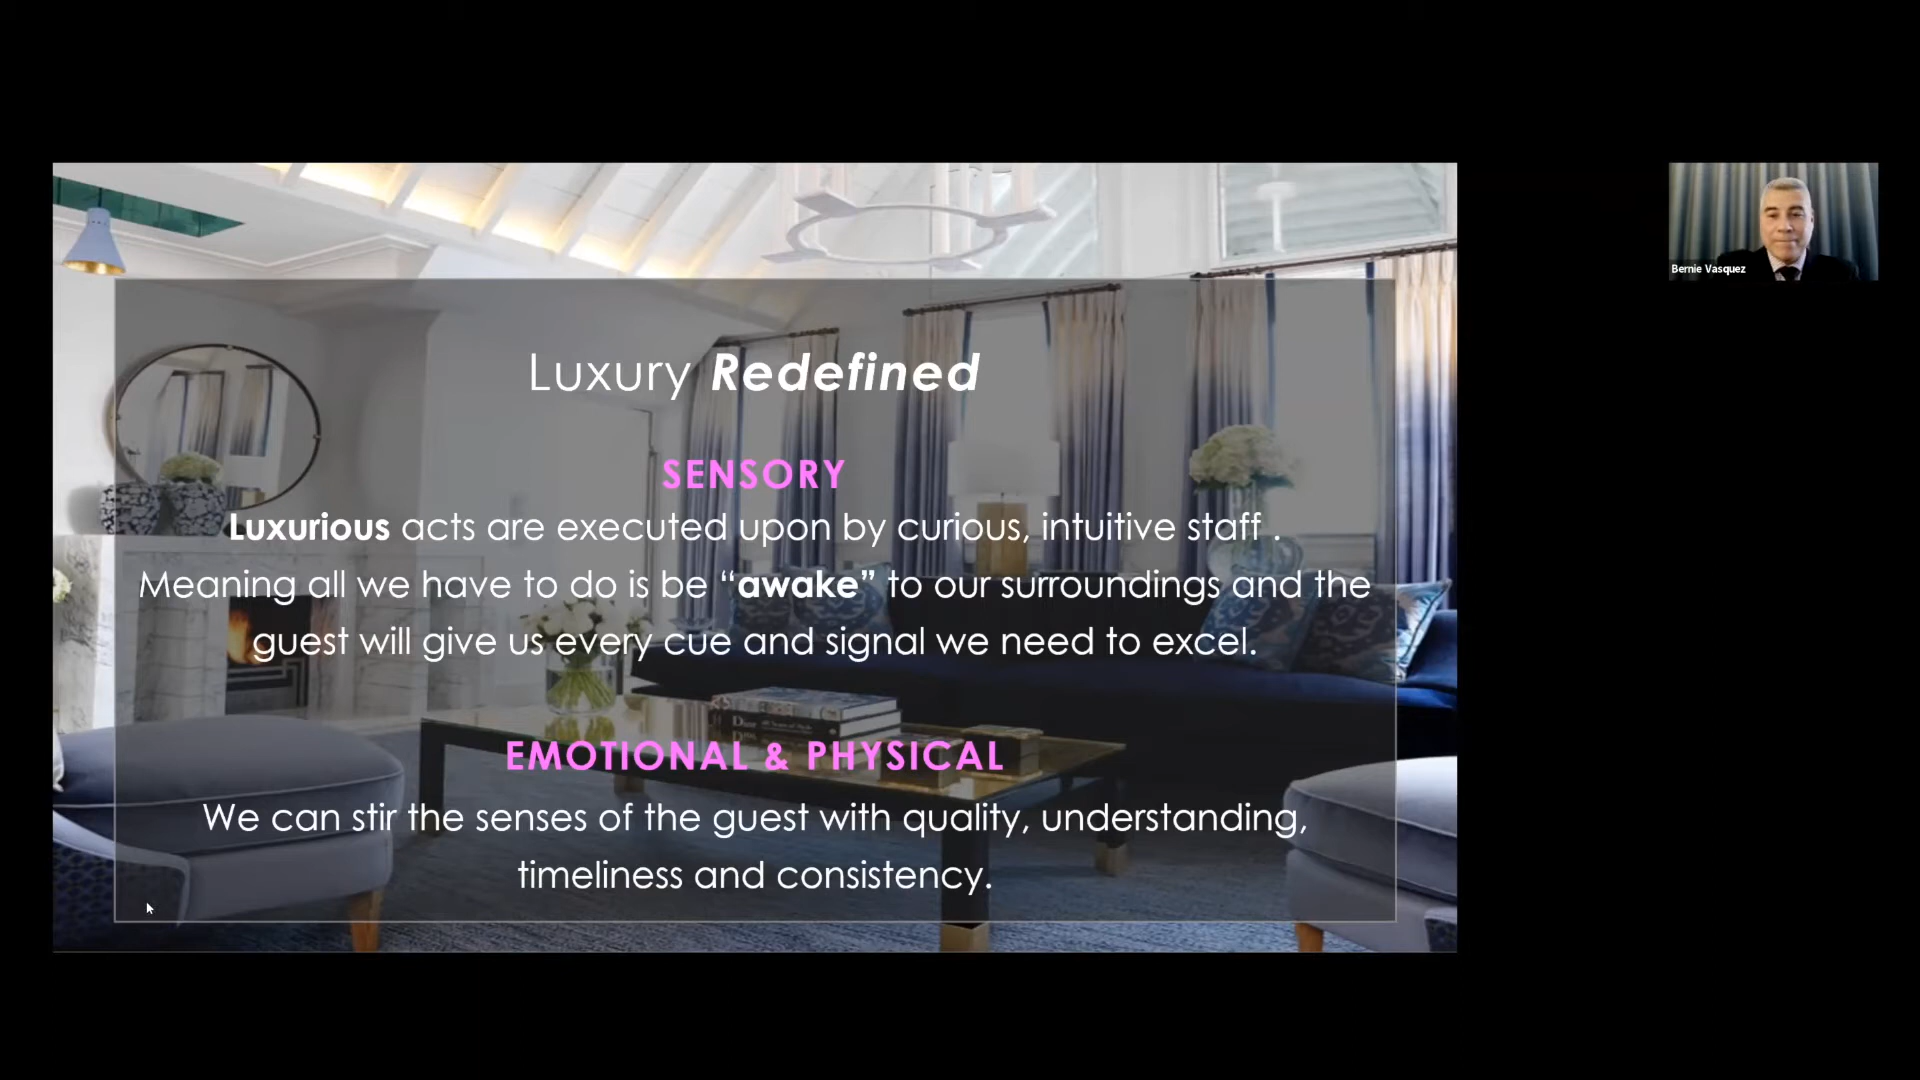 Luxury Redefined
SENSORY
Luxurious acts are executed upon by curious, intuitive staff .
Meaning all we have to do is be “awake” to our surroundings and the
guest will give us every cue and signal we need to excel.
Dior
EMOTIONAL & PHYSICAL
We can stir the senses of the guest with quality, understanding,
timeliness and consistency.
Bernie Vasquez